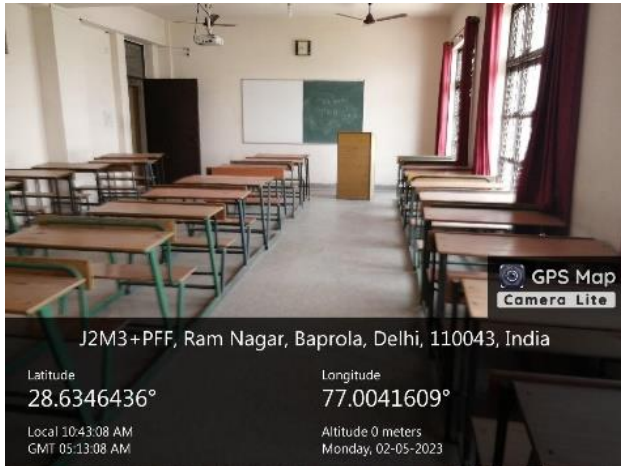 GPS Map
Camera Lite
J2M3+PFF, Ram Nagar, Baprola, Delhi, 110043, India
Latitude
28.6346436°
Longitude
77.0041609°
Local 10:43:08 AM
GMT 05:13:08 AM
Altitude 0 meters
Monday, 02-05-2023